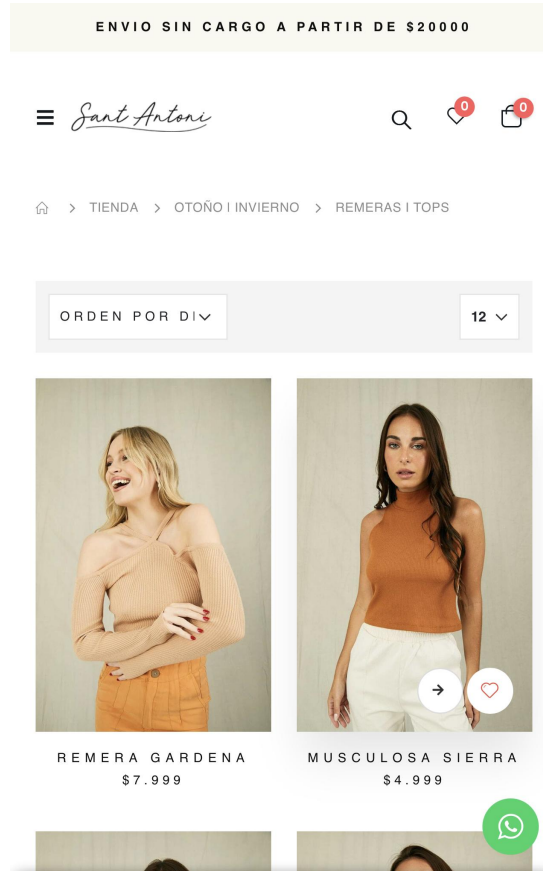 ENVIO SIN CARGO A PARTIR DE $20000
Sant Antoni
0
0
TIENDA > OTOÑO | INVIERNO > REMERAS | TOPS
ORDEN POR D
12
REMERA GARDENA
$7.999
MUSCULOSA SIERRA
$4.999